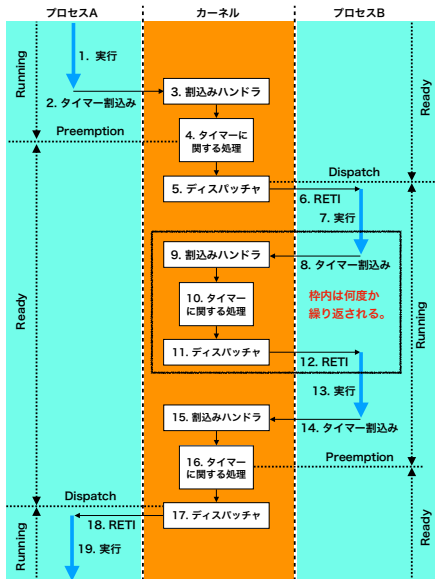 プロセスA
カーネル
プロセスB
Running
1. 実行
2. タイマー割込み
3. 割込みハンドラ
Ready
Preemption
4. タイマーに
関する処理
Dispatch
5. ディスパッチャ
6. RETI
7. 実行
9. 割込みハンドラ
8. タイマー割込み
10. タイマー
に関する処理
枠内は何度か
繰り返される。
Ready
Running
11. ディスパッチャ
12. RETI
13. 実行
15. 割込みハンドラ
14. タイマー割込み
16. タイマー
に関する処理
Preemption
Dispatch
17. ディスパッチャ
18. RETI
19. 実行
Running
Ready